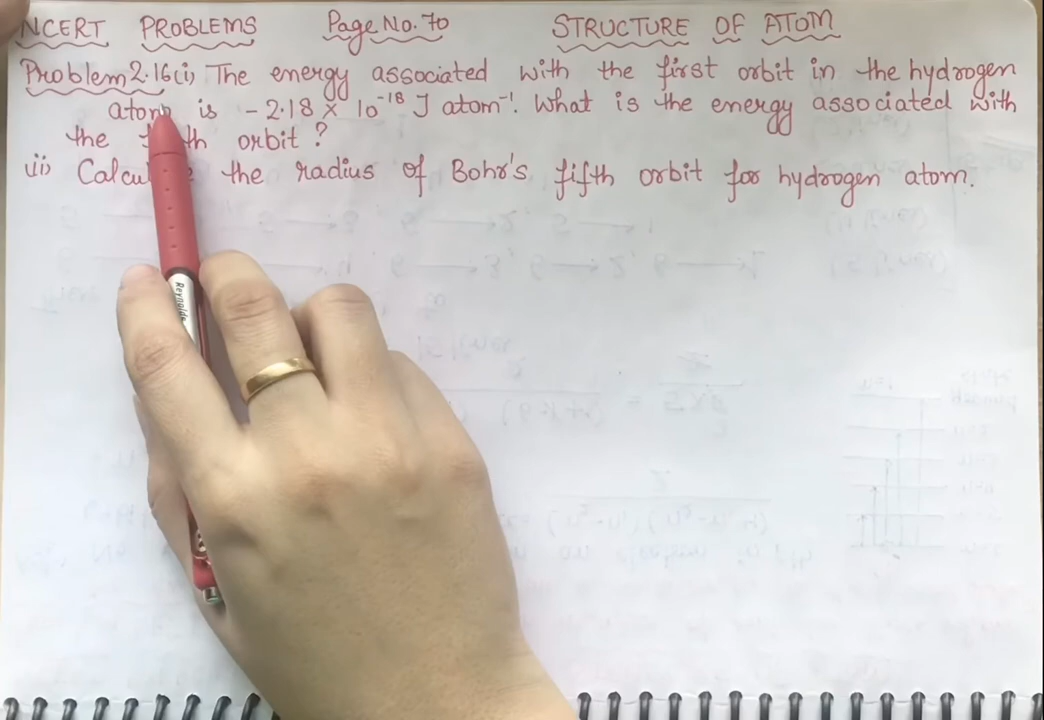 NCERT PROBLEMS Page No. 70 STRUCTURE OF ATOM
Problem 2.16(i) The energy associated with the first orbit in the hydrogen
atom is -2.18 × 10⁻¹⁸ J atom⁻¹. What is the energy associated with
the orbit?
ii) the radius of Bohr's fifth orbit for hydrogen atom.
Reynolds